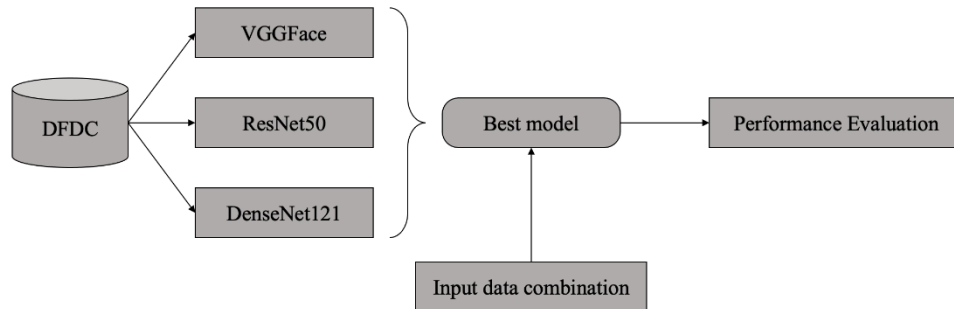 VGGFace
DFDC
ResNet50
Best model
Performance Evaluation
DenseNet121
Input data combination